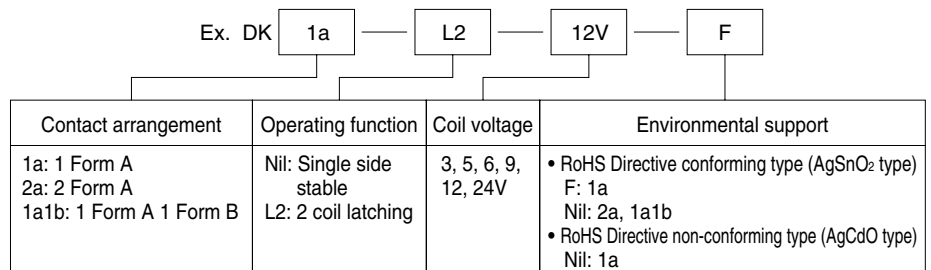 Ex. DK 1a L2 12V F
Contact arrangement Operating function Coil voltage Environmental support
1a: 1 Form A
2a: 2 Form A
1a1b: 1 Form A 1 Form B
Nil: Single side
stable
L2: 2 coil latching
3, 5, 6, 9,
12, 24V
• RoHS Directive conforming type (AgSnO₂ type)
F: 1a
Nil: 2a, 1a1b
• RoHS Directive non-conforming type (AgCdO type)
Nil: 1a